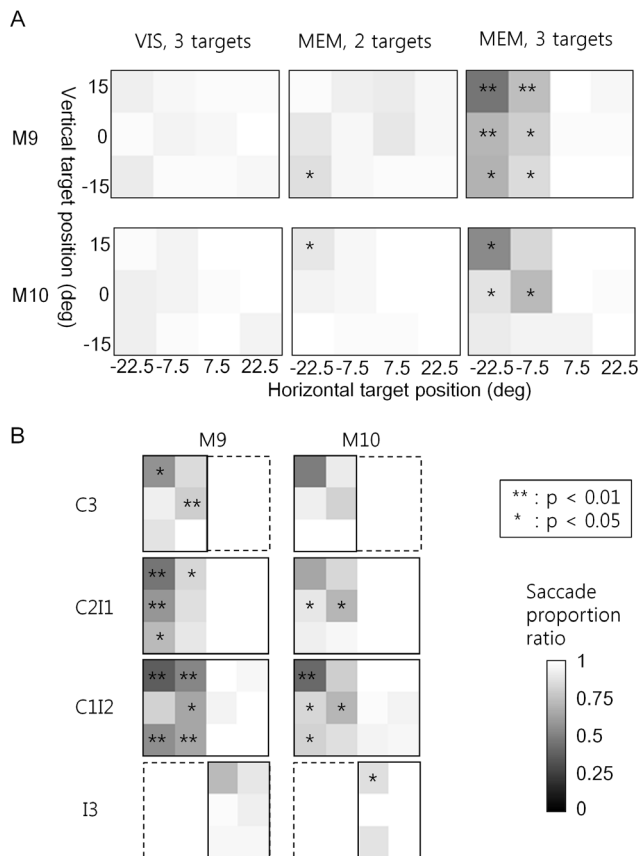 A
VIS, 3 targets MEM, 2 targets MEM, 3 targets
Vertical target position (deg)
M9
15 ** **
0 ** *
-15 * * *
M10
15 * *
0 * *
-15
-22.5 -7.5 7.5 22.5 -22.5 -7.5 7.5 22.5 -22.5 -7.5 7.5 22.5
Horizontal target position (deg)
B
M9 M10
C3
*
**
** : p < 0.01
* : p < 0.05
C2I1
** *
** * *
*
Saccade
proportion
ratio
1
0.75
0.5
0.25
0
C1I2
** ** **
* * *
** ** *
I3
*